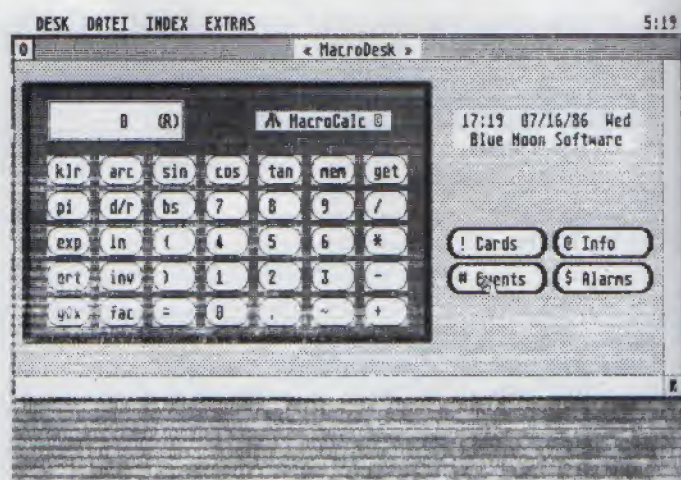 DESK DATEI INDEX EXTRAS 5:19
« MacroDesk »
0 (R) MacroCalc ©
17:19 07/16/86 Wed
Blue Moon Software
klr arc sin cos tan mem get
pi d/r bs 7 8 9 /
exp ln ( 4 5 6 *
inv ) 1 2 3 -
fac = 0 . ~ +
! Cards @ Info
# Events $ Alarms